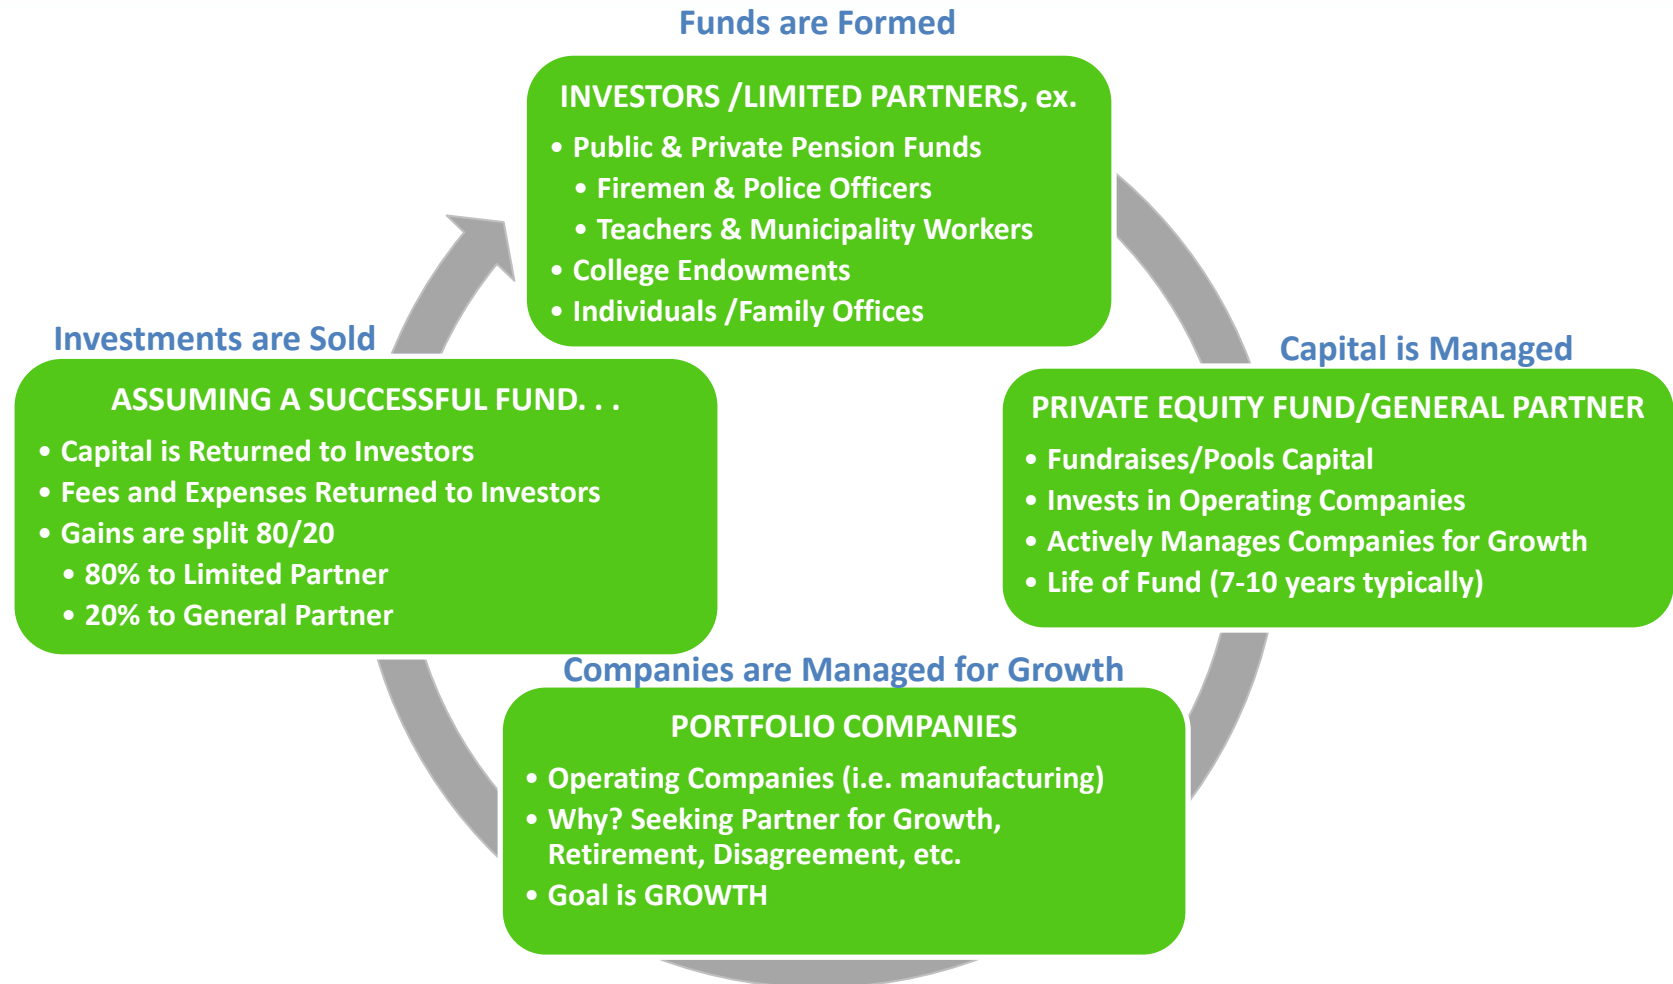 Funds are Formed
INVESTORS /LIMITED PARTNERS, ex.
• Public & Private Pension Funds
• Firemen & Police Officers
• Teachers & Municipality Workers
• College Endowments
• Individuals /Family Offices
Capital is Managed
PRIVATE EQUITY FUND/GENERAL PARTNER
• Fundraises/Pools Capital
• Invests in Operating Companies
• Actively Manages Companies for Growth
• Life of Fund (7-10 years typically)
Companies are Managed for Growth
PORTFOLIO COMPANIES
• Operating Companies (i.e. manufacturing)
• Why? Seeking Partner for Growth,
Retirement, Disagreement, etc.
• Goal is GROWTH
Investments are Sold
ASSUMING A SUCCESSFUL FUND. . .
• Capital is Returned to Investors
• Fees and Expenses Returned to Investors
• Gains are split 80/20
• 80% to Limited Partner
• 20% to General Partner